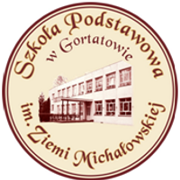 Szkoła Podstawowa
w Gortatowie
im. Ziemi Michałowskiej